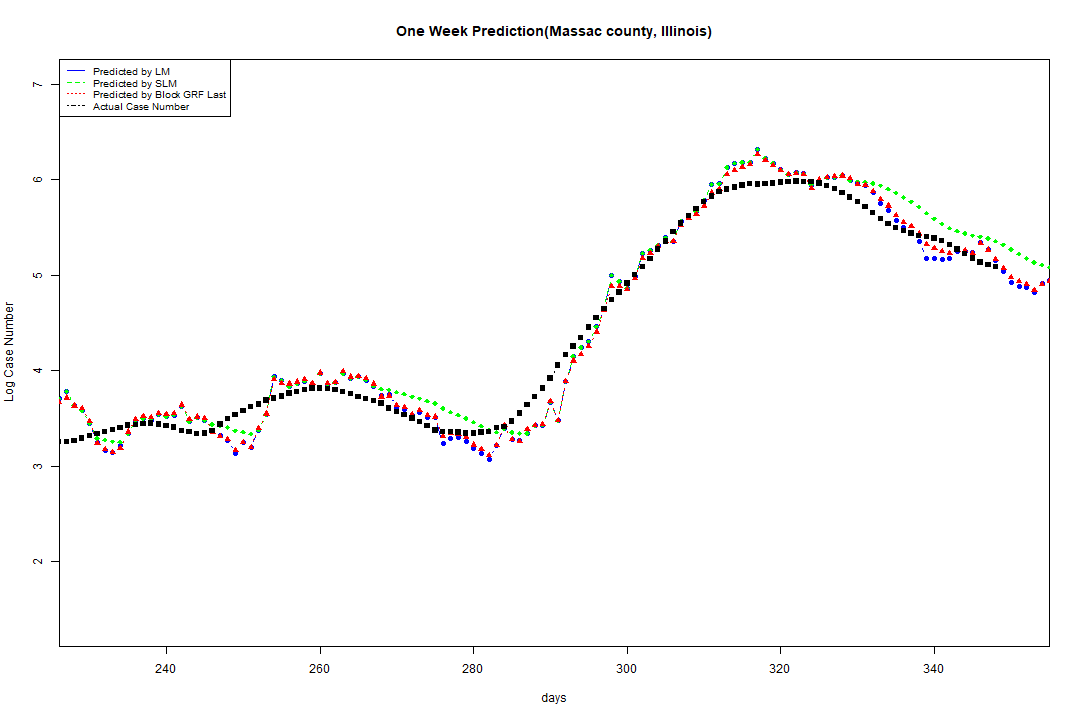 One Week Prediction(Massac county, Illinois)
Predicted by LM
Predicted by SLM
Predicted by Block GRF Last
Actual Case Number
7
6
5
4
3
2
Log Case Number
240 260 280 300 320 340
days